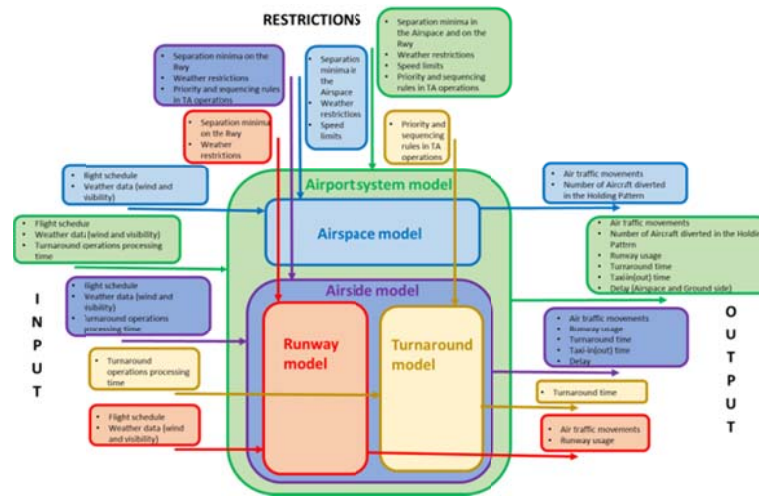 RESTRICTIONS
• Separation minima in
the Airspace and on the
Rwy
• Weather restrictions
• Speed limits
• Priority and sequencing
rules in TA operations
• Separation minima on the
Rwy
• Weather restrictions
• Priority and sequencing rules
in TA operations
• Separation
minima in
the
Airspace
• Weather
restrictions
• Speed
limits
• Separation minima
on the Rwy
• Weather
restrictions
• Priority and
sequencing
rules in TA
operations
• schedule
• Weather data (wind and
visibility)
Airport system model
• Air traffic movements
• Number of Aircraft diverted
in the Holding Pattern
Airspace model
• Flight schedule
• Weather data (wind and visibility)
• Turnaround operations processing
time
• Air traffic movements
• Number of Aircraft diverted in the Holding
Pattern
• Runway usage
• Turnaround time
• Taxi-in(out) time
• Delay (Airspace and Ground side)
INPUT
• schedule
• Weather data (wind and
visibility)
• Turnaround operations
processing time
Airside model
Runway
model
Turnaround
model
• Air traffic movements
• Runway usage
• Turnaround time
• Taxi-in(out) time
• Delay
OUTPUT
• Turnaround
operations processing
time
• Turnaround time
• Flight schedule
• Weather data (wind
and visibility)
• Air traffic movements
• Runway usage